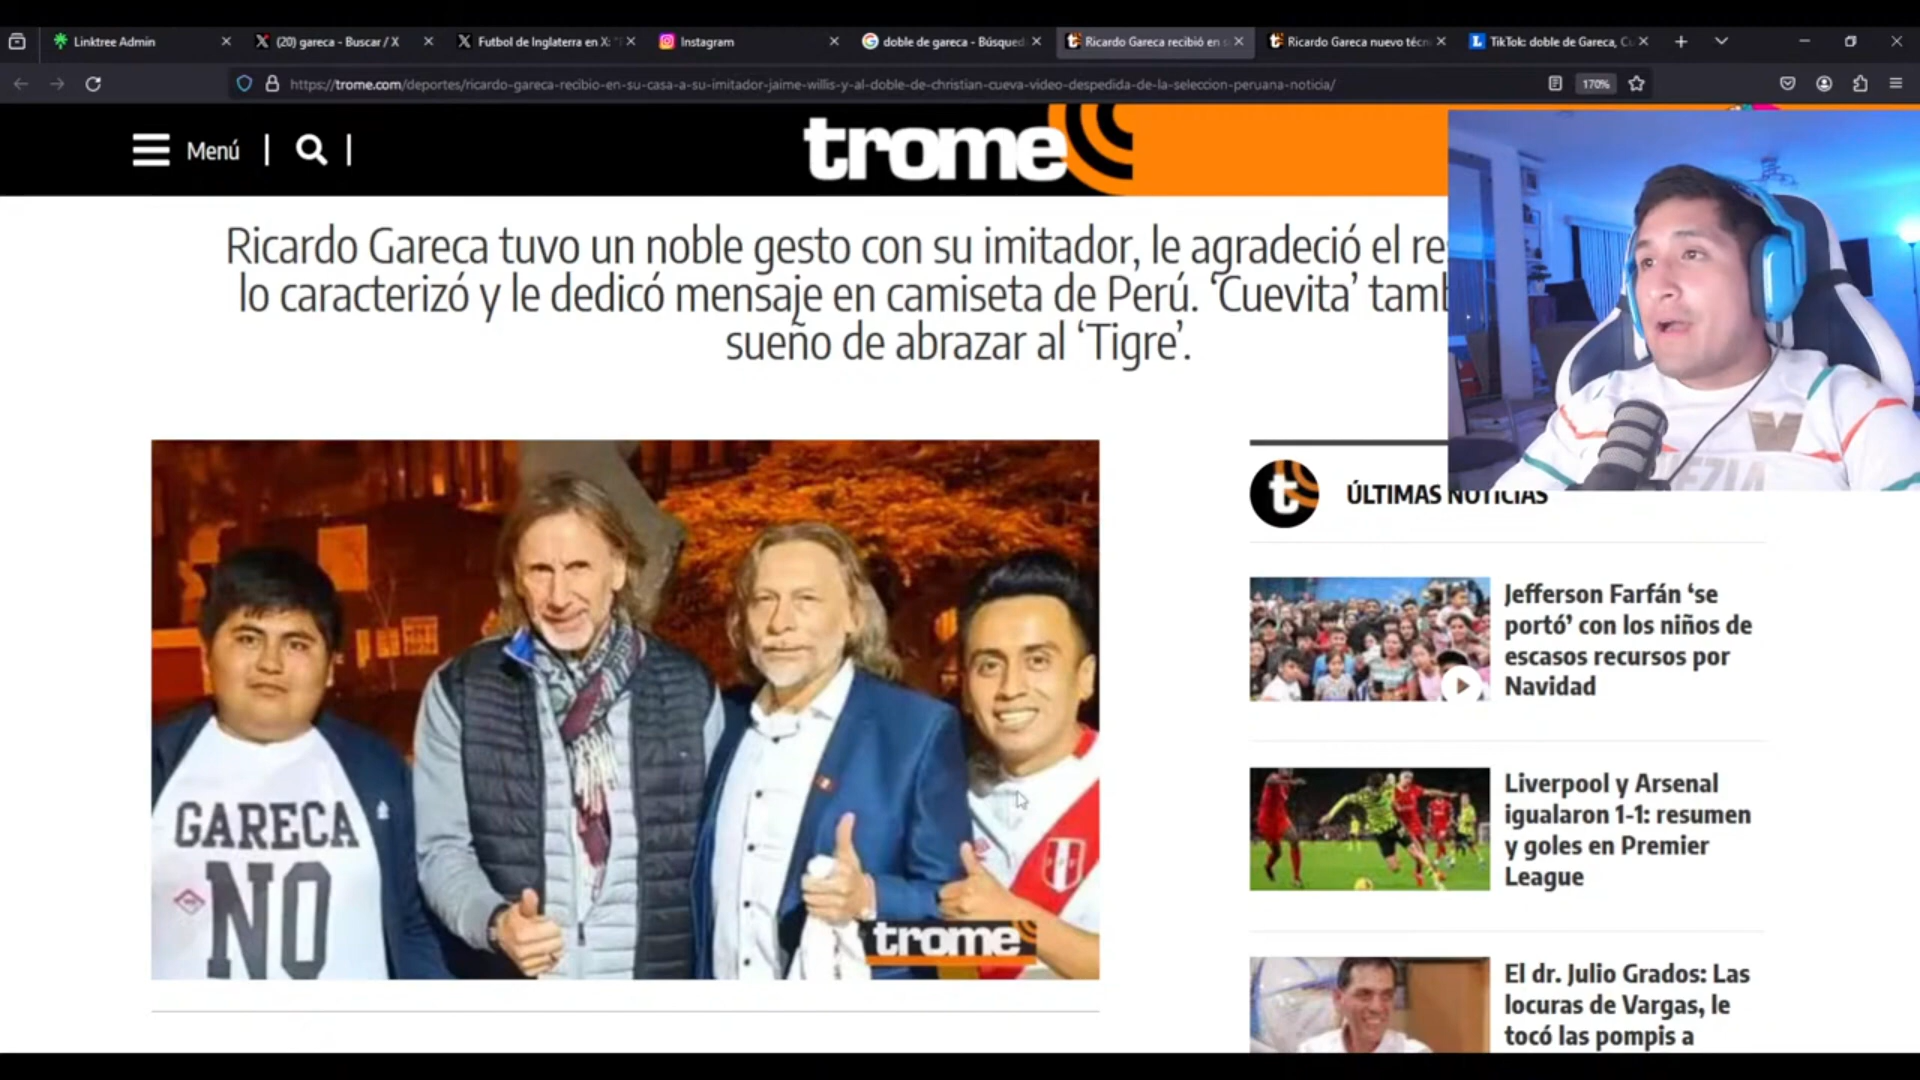 Linktree Admin
(20) gareca - Buscar / X
Futbol de Inglaterra en X: "
Instagram
doble de gareca - Búsqued
Ricardo Gareca recibió en s
Ricardo Gareca nuevo técn
TikTok: doble de Gareca, C
https://trome.com/deportes/ricardo-gareca-recibio-en-su-casa-a-su-imitador-jaime-willis-y-al-doble-de-christian-cueva-video-despedida-de-la-seleccion-peruana-noticia/
170%
Menú
trome
Ricardo Gareca tuvo un noble gesto con su imitador, le agradeció el re
lo caracterizó y le dedicó mensaje en camiseta de Perú. ‘Cuevita’ tamb
sueño de abrazar al ‘Tigre’.
GARECA
NO
trome
t
ÚLTIMAS NOTICIAS
Jefferson Farfán ‘se
portó’ con los niños de
escasos recursos por
Navidad
Liverpool y Arsenal
igualaron 1-1: resumen
y goles en Premier
League
El dr. Julio Grados: Las
locuras de Vargas, le
tocó las pompis a